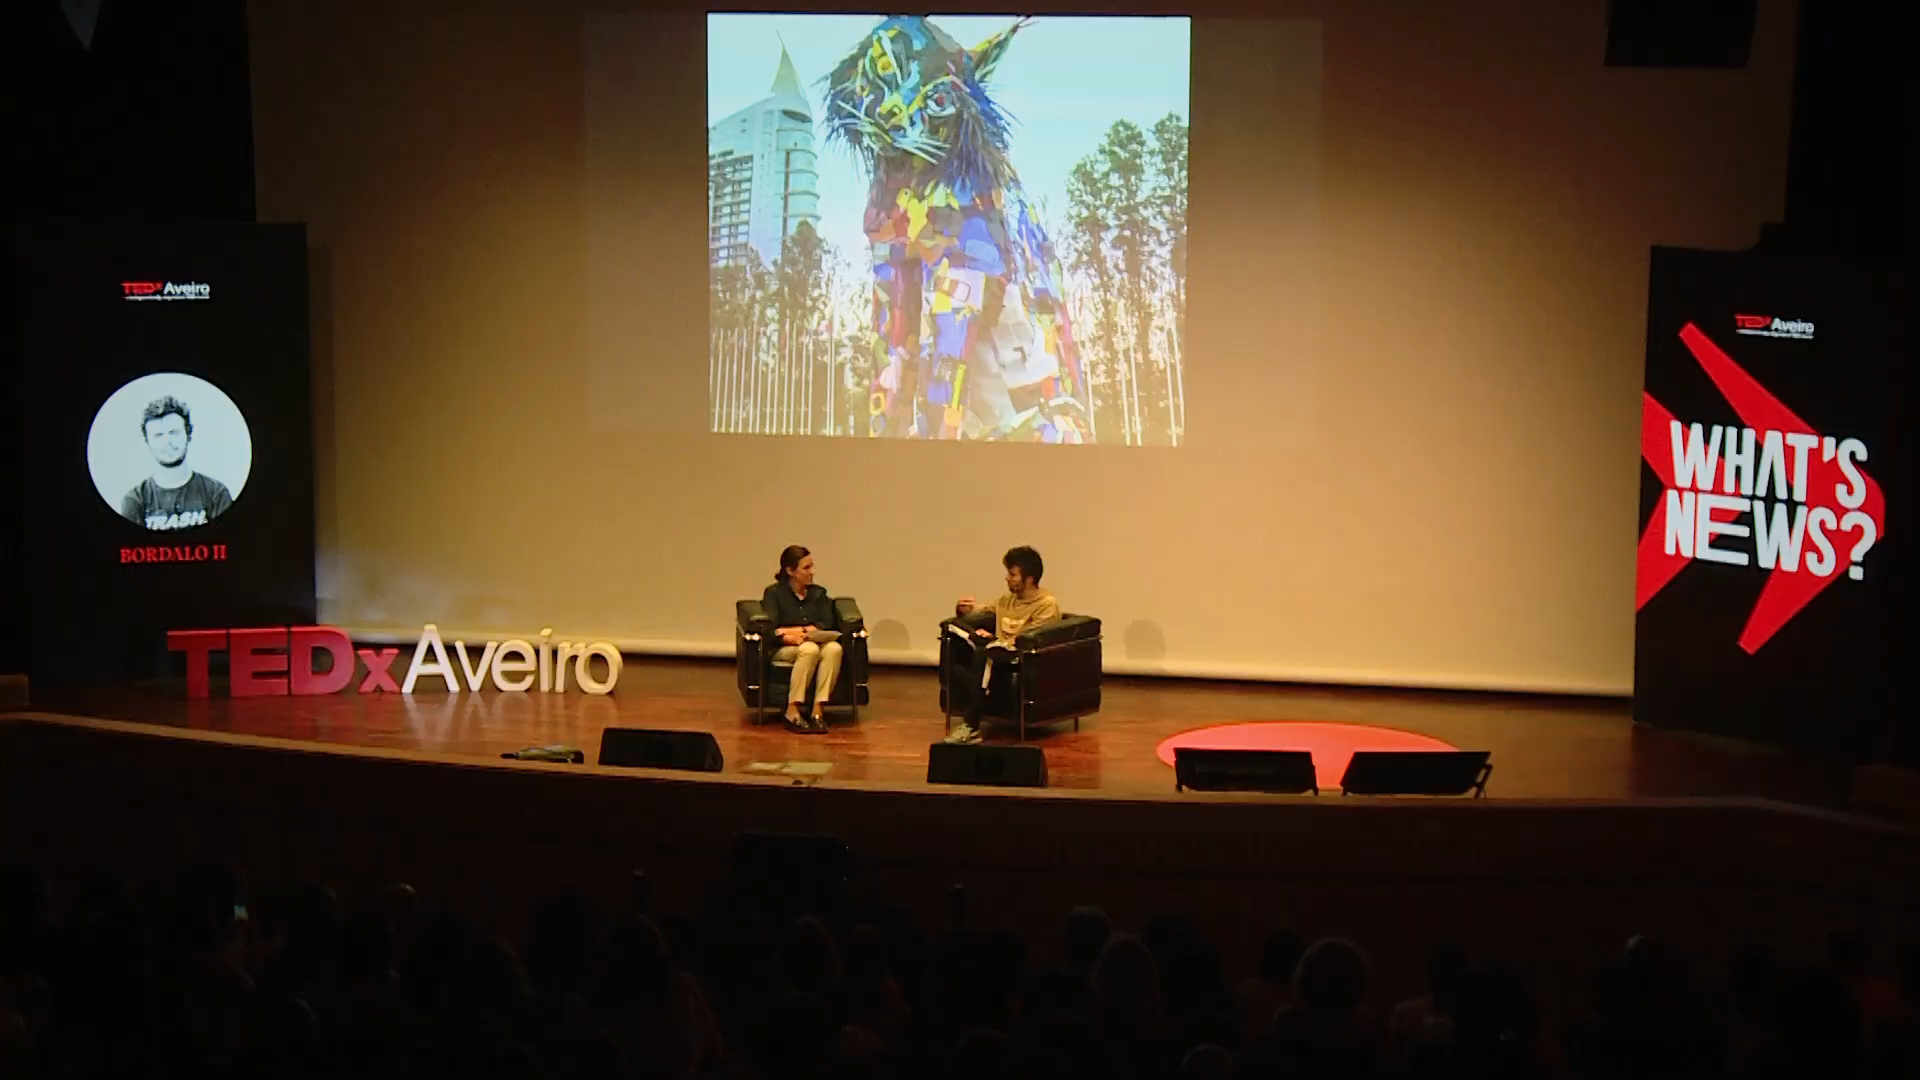 TEDx Aveiro
TRASH.
BORDALO II
TEDxAveiro
TEDx Aveiro
WHAT'S
NEWS?